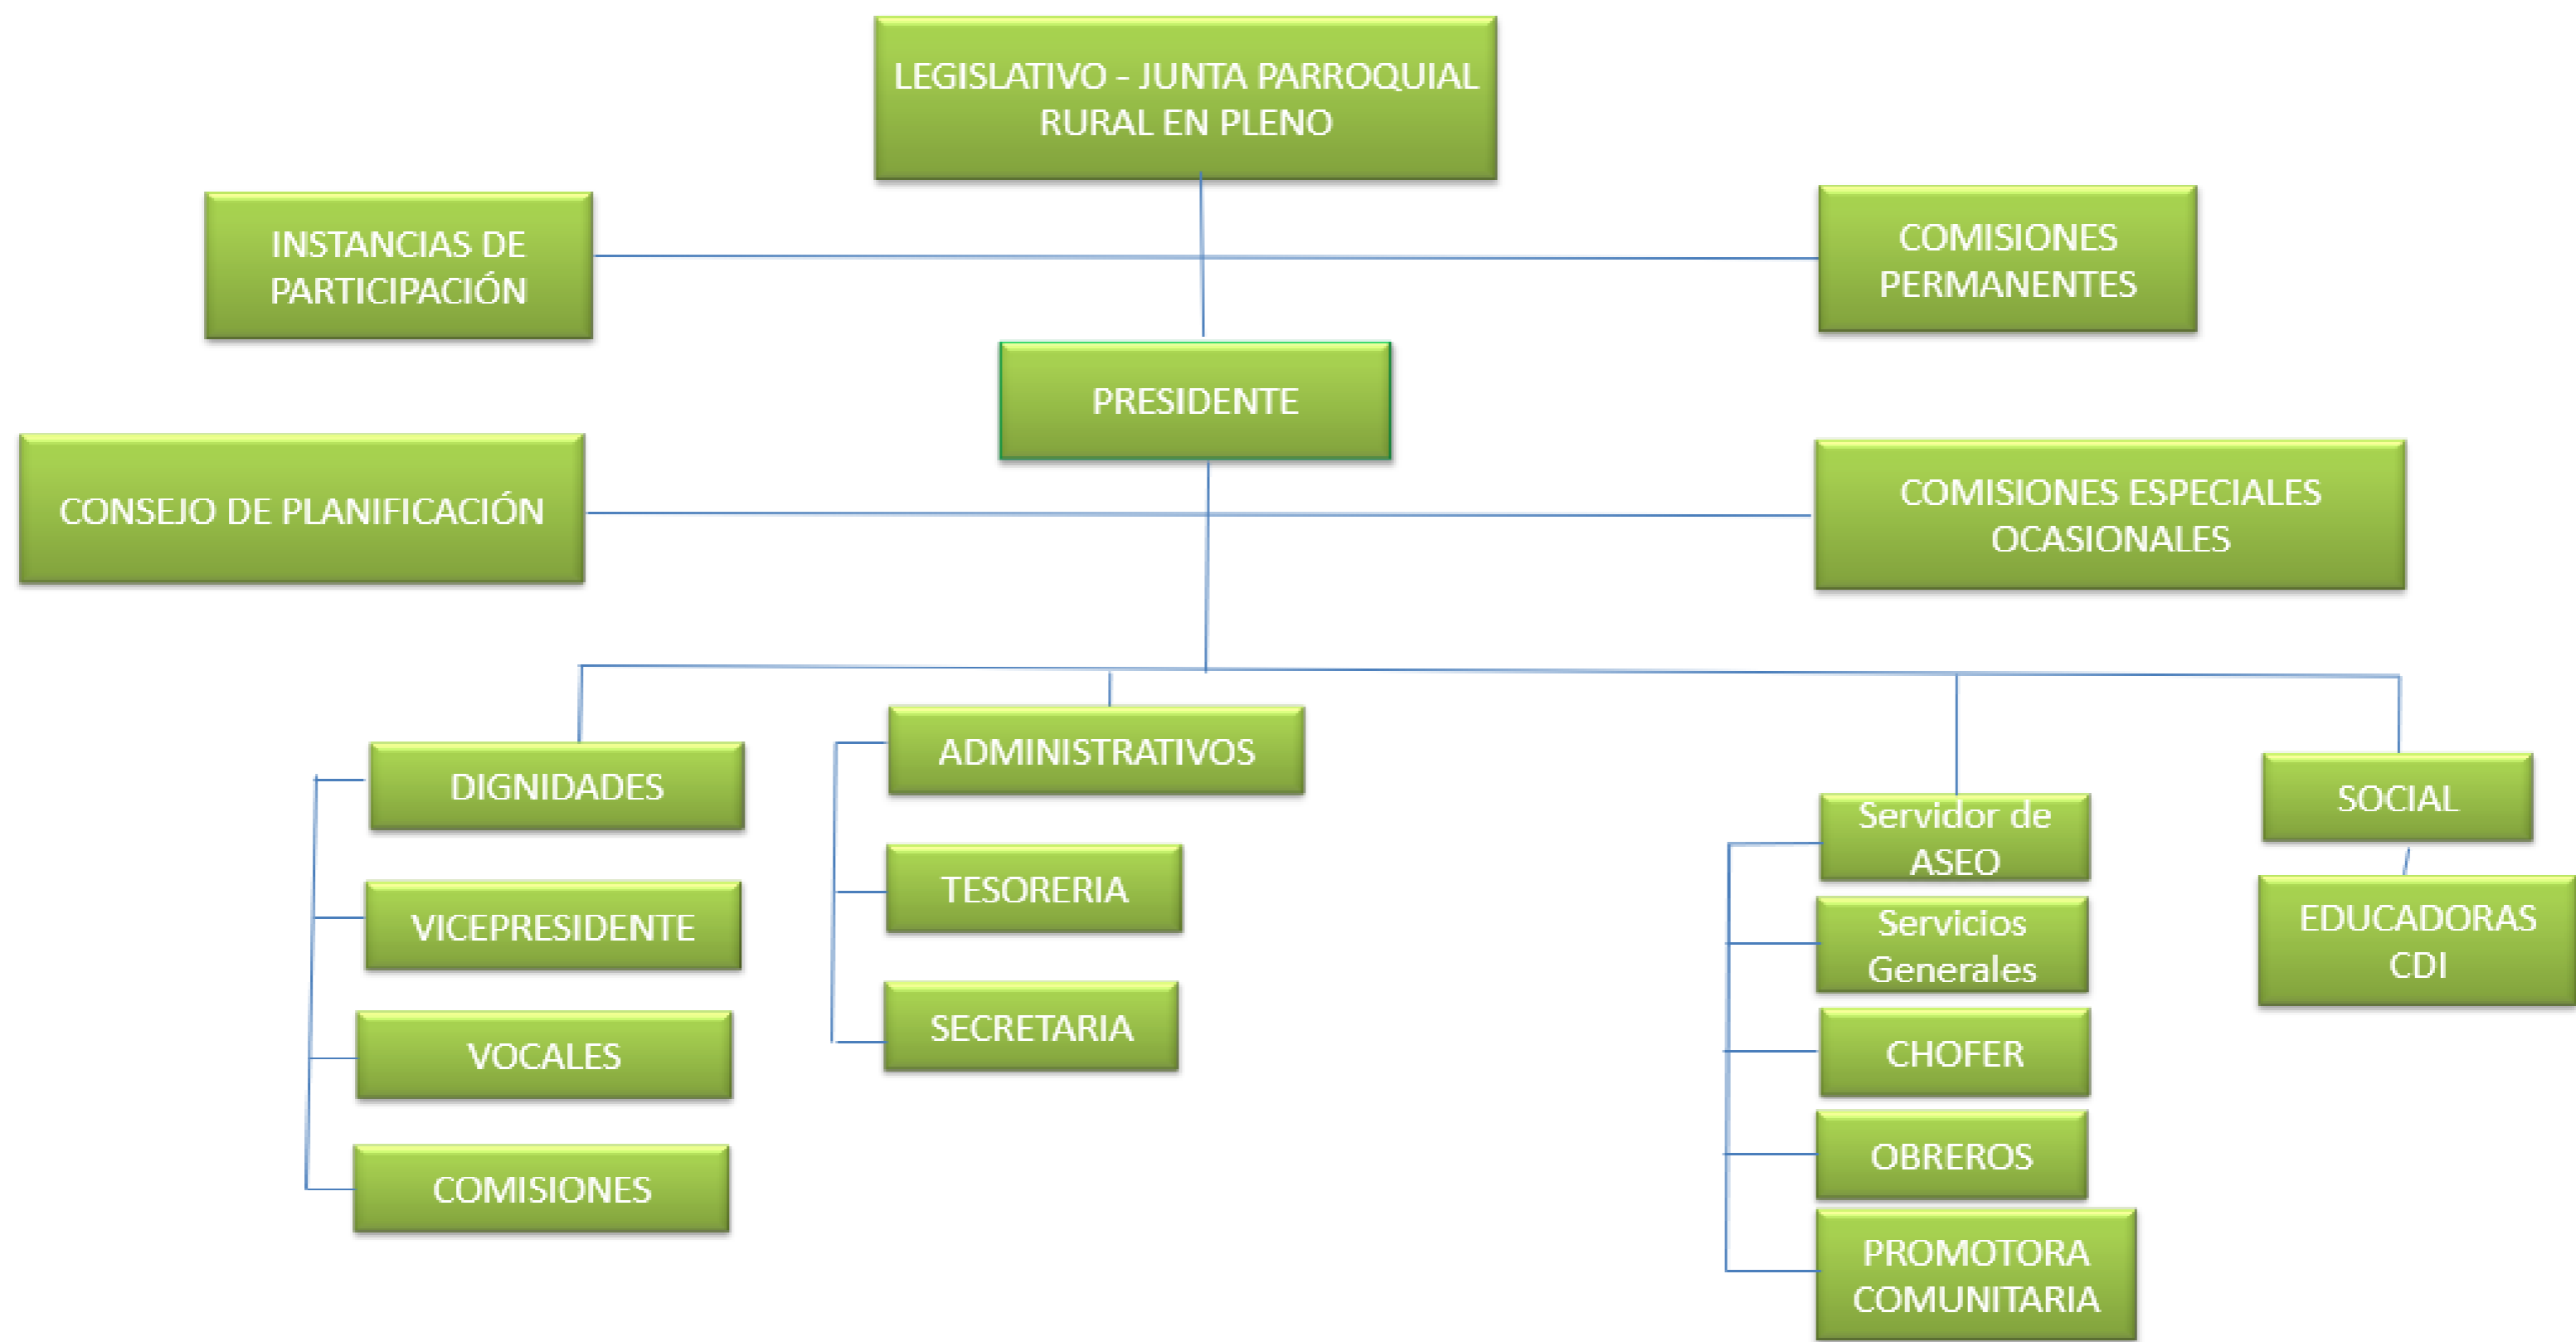 LEGISLATIVO - JUNTA PARROQUIAL
RURAL EN PLENO
INSTANCIAS DE
PARTICIPACIÓN
COMISIONES
PERMANENTES
PRESIDENTE
CONSEJO DE PLANIFICACIÓN
COMISIONES ESPECIALES
OCASIONALES
DIGNIDADES
VICEPRESIDENTE
VOCALES
COMISIONES
ADMINISTRATIVOS
TESORERIA
SECRETARIA
Servidor de
ASEO
Servicios
Generales
CHOFER
OBREROS
PROMOTORA
COMUNITARIA
SOCIAL
EDUCADORAS
CDI